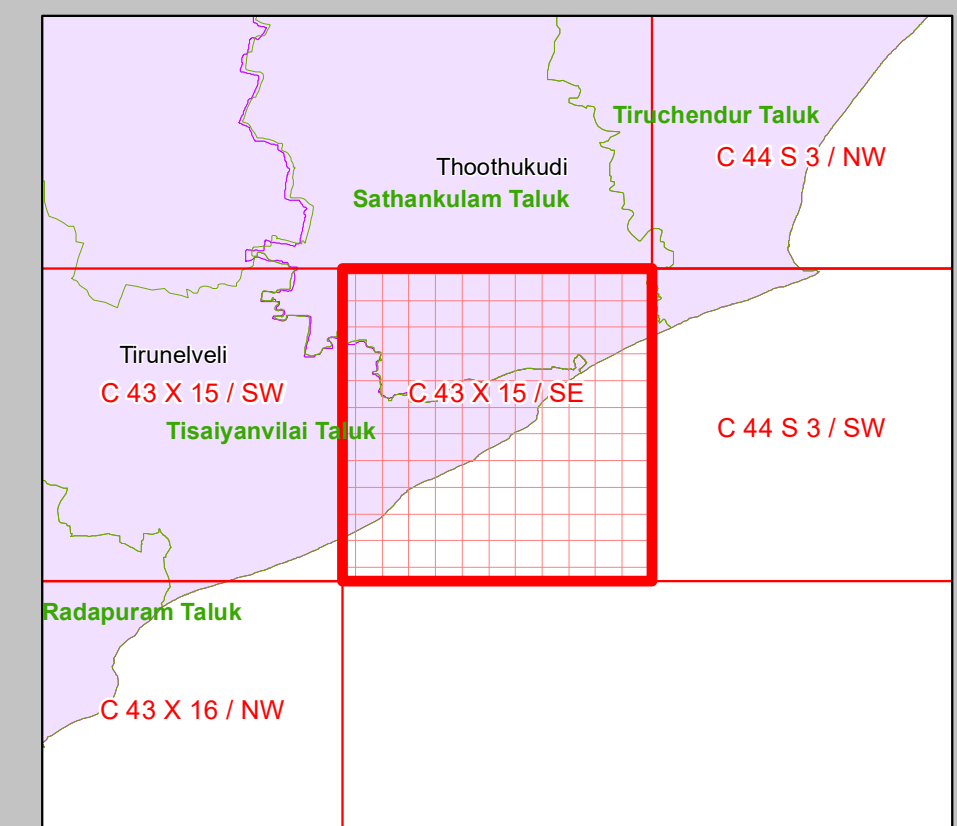 Tiruchendur Taluk
C 44 S 3 / NW
Thoothukudi
Sathankulam Taluk
Tirunelveli
C 43 X 15 / SW
C 43 X 15 / SE
Tisaiyanvilai Taluk
C 44 S 3 / SW
Radapuram Taluk
C 43 X 16 / NW